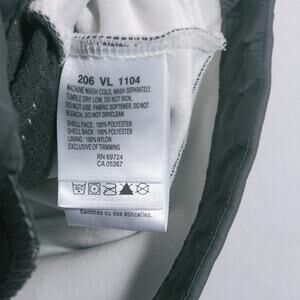 206 VL 1104
MACHINE WASH COLD, WASH SEPARATELY,
TUMBLE DRY LOW, DO NOT IRON,
DO NOT USE FABRIC SOFTENER, DO NOT
BLEACH, DO NOT DRYCLEAN
SHELL FACE : 100% POLYESTER
SHELL BACK : 100% POLYESTER
LINING : 100% NYLON
EXCLUSIVE OF TRIMMING
RN 69724
CA 05367
flammes ou des étincelles.